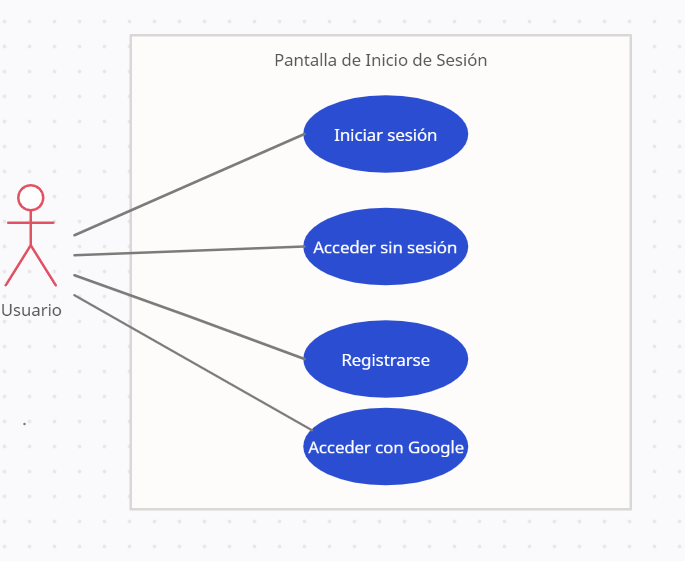 Pantalla de Inicio de Sesión
Iniciar sesión
Acceder sin sesión
Usuario
Registrarse
Acceder con Google